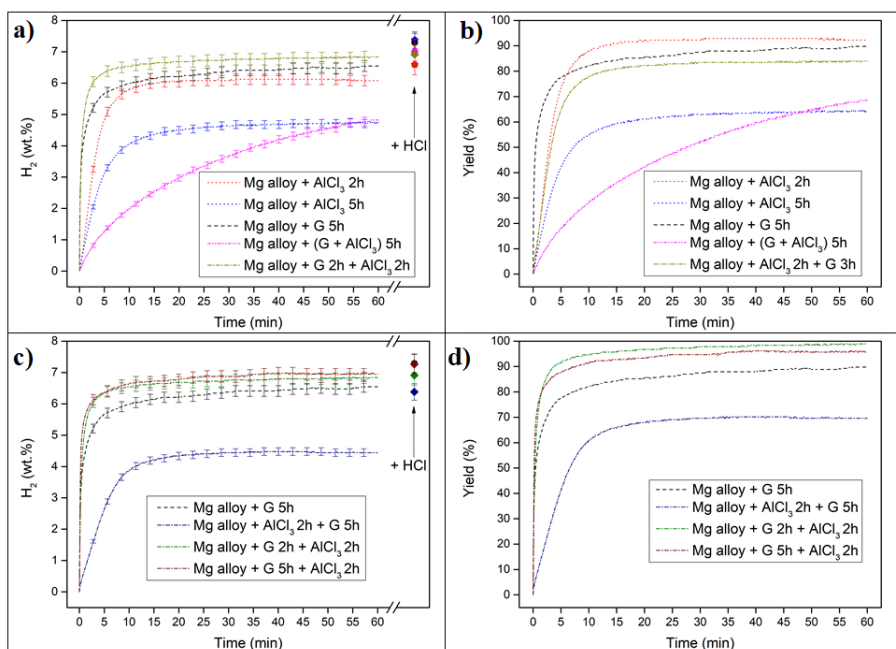 a)
8
7
6
5
4
3
2
1
0
H₂ (wt.%)
+ HCl
Mg alloy + AlCl₃ 2h
Mg alloy + AlCl₃ 5h
Mg alloy + G 5h
Mg alloy + (G + AlCl₃) 5h
Mg alloy + G 2h + AlCl₃ 2h
0 5 10 15 20 25 30 35 40 45 50 55 60
Time (min)
b)
100
90
80
70
60
50
40
30
20
10
0
Yield (%)
Mg alloy + AlCl₃ 2h
Mg alloy + AlCl₃ 5h
Mg alloy + G 5h
Mg alloy + (G + AlCl₃) 5h
Mg alloy + AlCl₃ 2h + G 3h
0 5 10 15 20 25 30 35 40 45 50 55 60
Time (min)
c)
8
7
6
5
4
3
2
1
0
H₂ (wt.%)
+ HCl
Mg alloy + G 5h
Mg alloy + AlCl₃ 2h + G 5h
Mg alloy + G 2h + AlCl₃ 2h
Mg alloy + G 5h + AlCl₃ 2h
0 5 10 15 20 25 30 35 40 45 50 55 60
Time (min)
d)
100
90
80
70
60
50
40
30
20
10
0
Yield (%)
Mg alloy + G 5h
Mg alloy + AlCl₃ 2h + G 5h
Mg alloy + G 2h + AlCl₃ 2h
Mg alloy + G 5h + AlCl₃ 2h
0 5 10 15 20 25 30 35 40 45 50 55 60
Time (min)